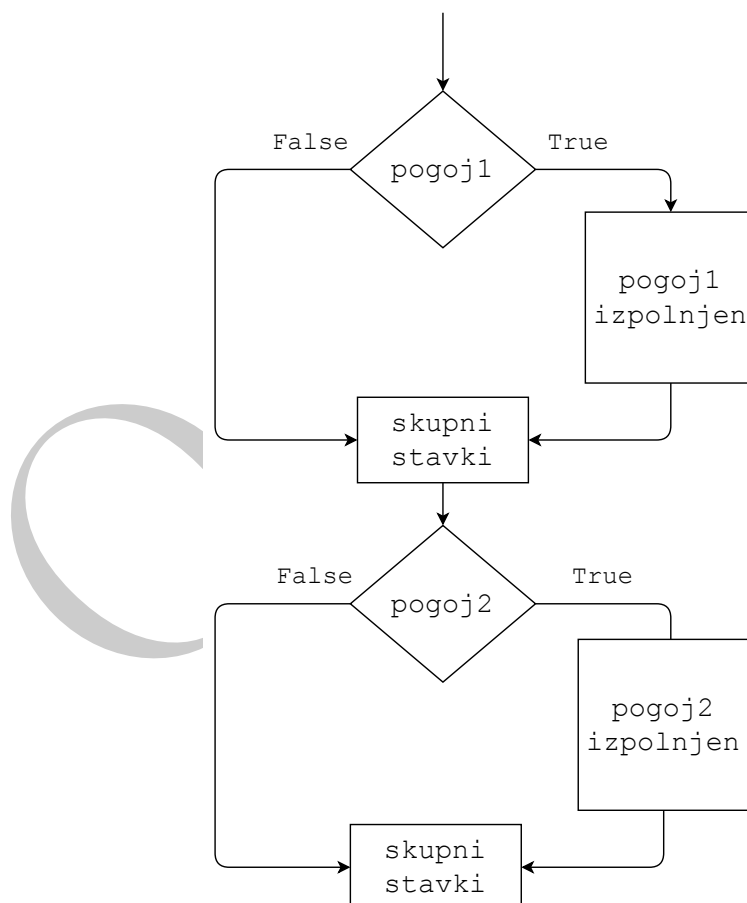 False
True
pogoj1
pogoj1
izpolnjen
skupni
stavki
False
True
pogoj2
pogoj2
izpolnjen
skupni
stavki